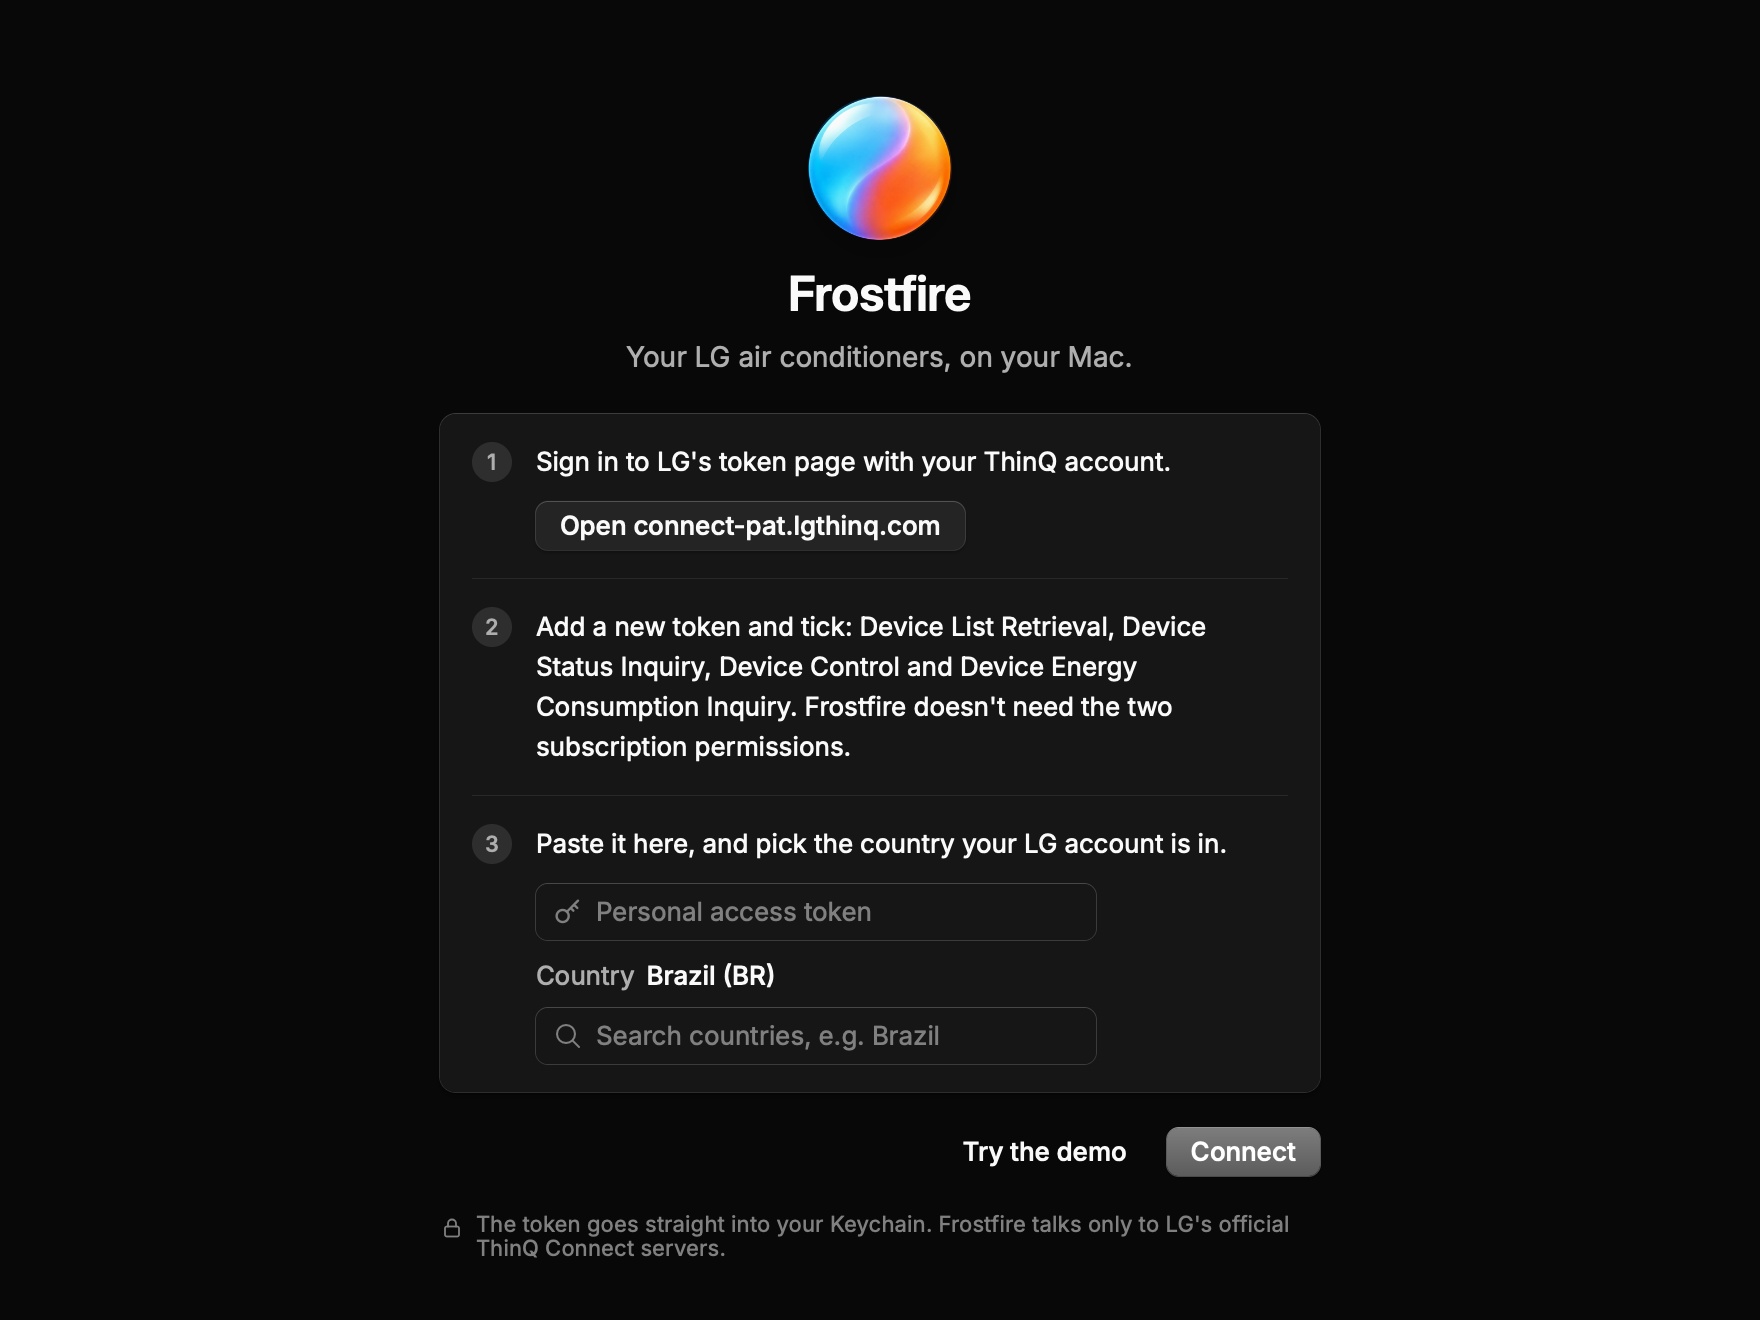 Frostfire
Your LG air conditioners, on your Mac.
1
Sign in to LG's token page with your ThinQ account.
Open connect-pat.lgthinq.com
2
Add a new token and tick: Device List Retrieval, Device
Status Inquiry, Device Control and Device Energy
Consumption Inquiry. Frostfire doesn't need the two
subscription permissions.
3
Paste it here, and pick the country your LG account is in.
Personal access token
Country Brazil (BR)
Search countries, e.g. Brazil
Try the demo
Connect
The token goes straight into your Keychain. Frostfire talks only to LG's official
ThinQ Connect servers.